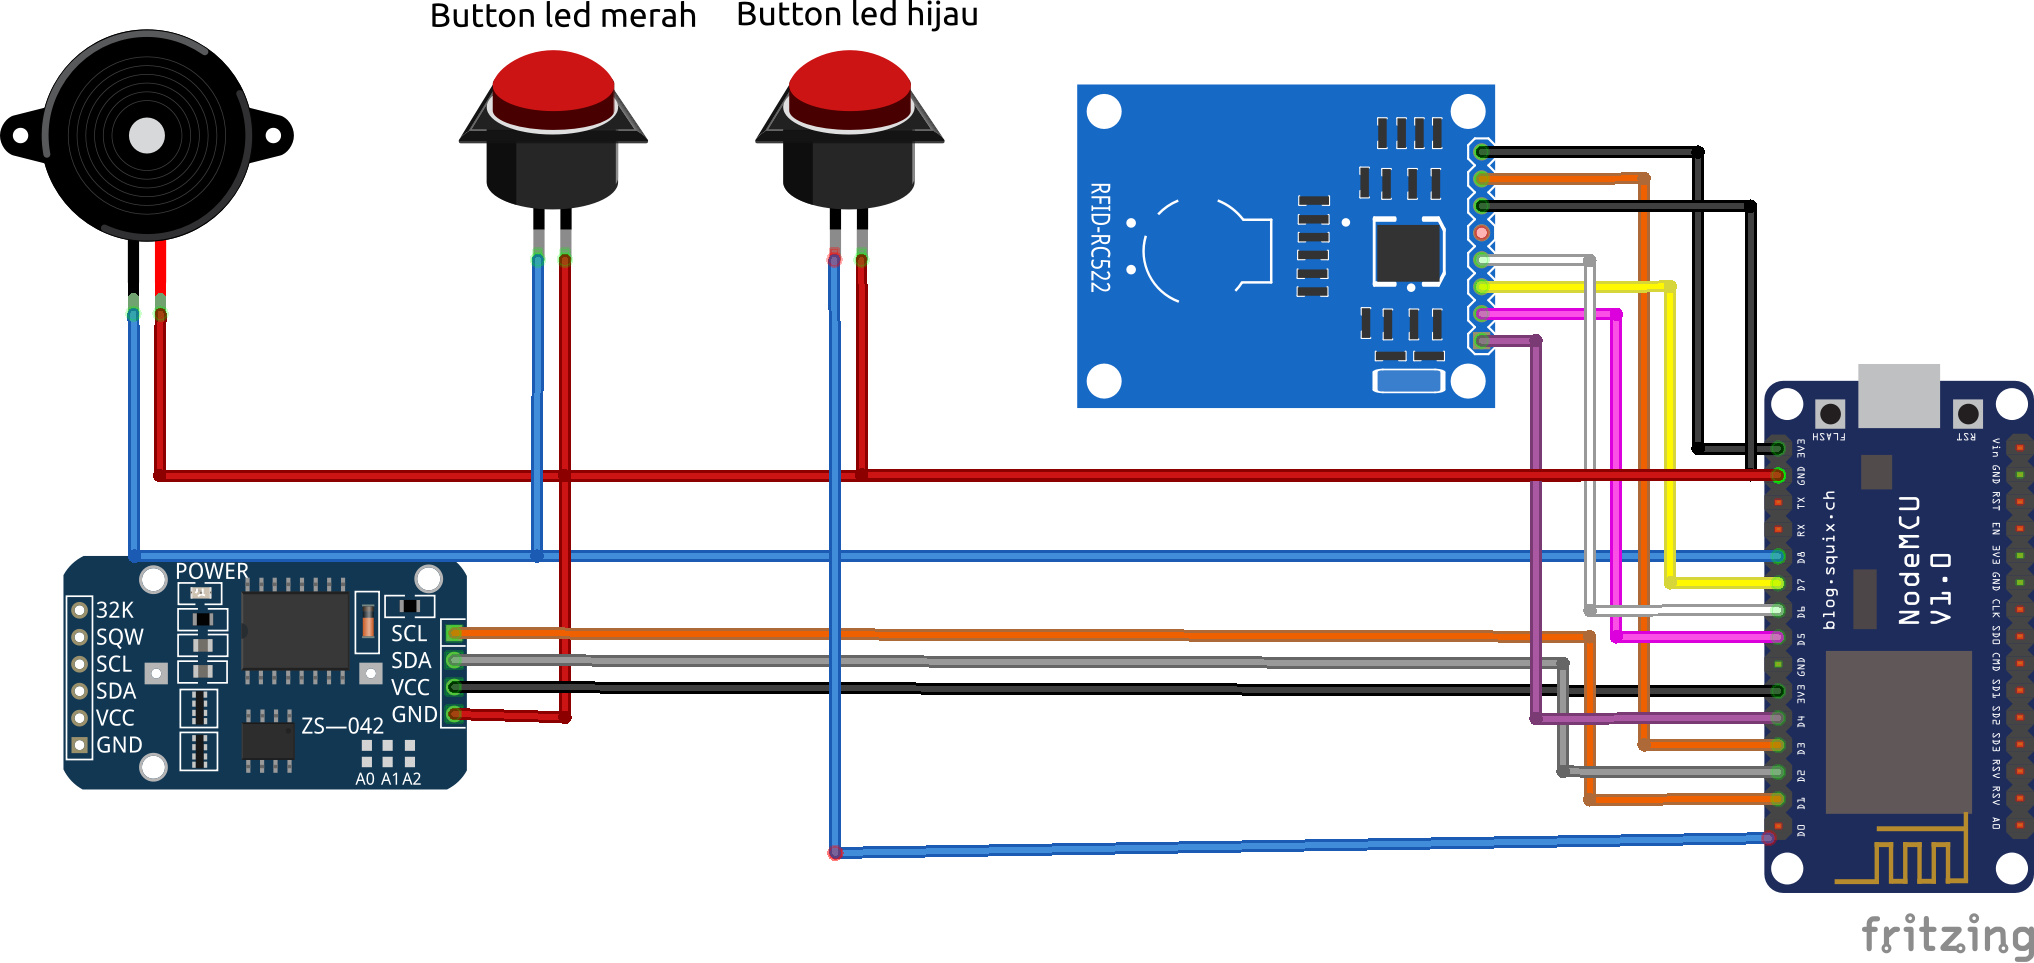 Button led merah
Button led hijau
RFID-RC522
POWER
32K
SQW
SCL
SDA
VCC
GND
SCL
SDA
VCC
GND
ZS—042
A0 A1 A2
FLASH
RST
3V3
GND
TX
RX
D8
D7
D6
D5
GND
3V3
D4
D3
D2
D1
D0
blog.squix.ch
NodeMCU
V1.0
Vin
GND
RST
EN
3V3
GND
CLK
SD0
CMD
SD1
SD2
SD3
RSV
RSV
A0
fritzing